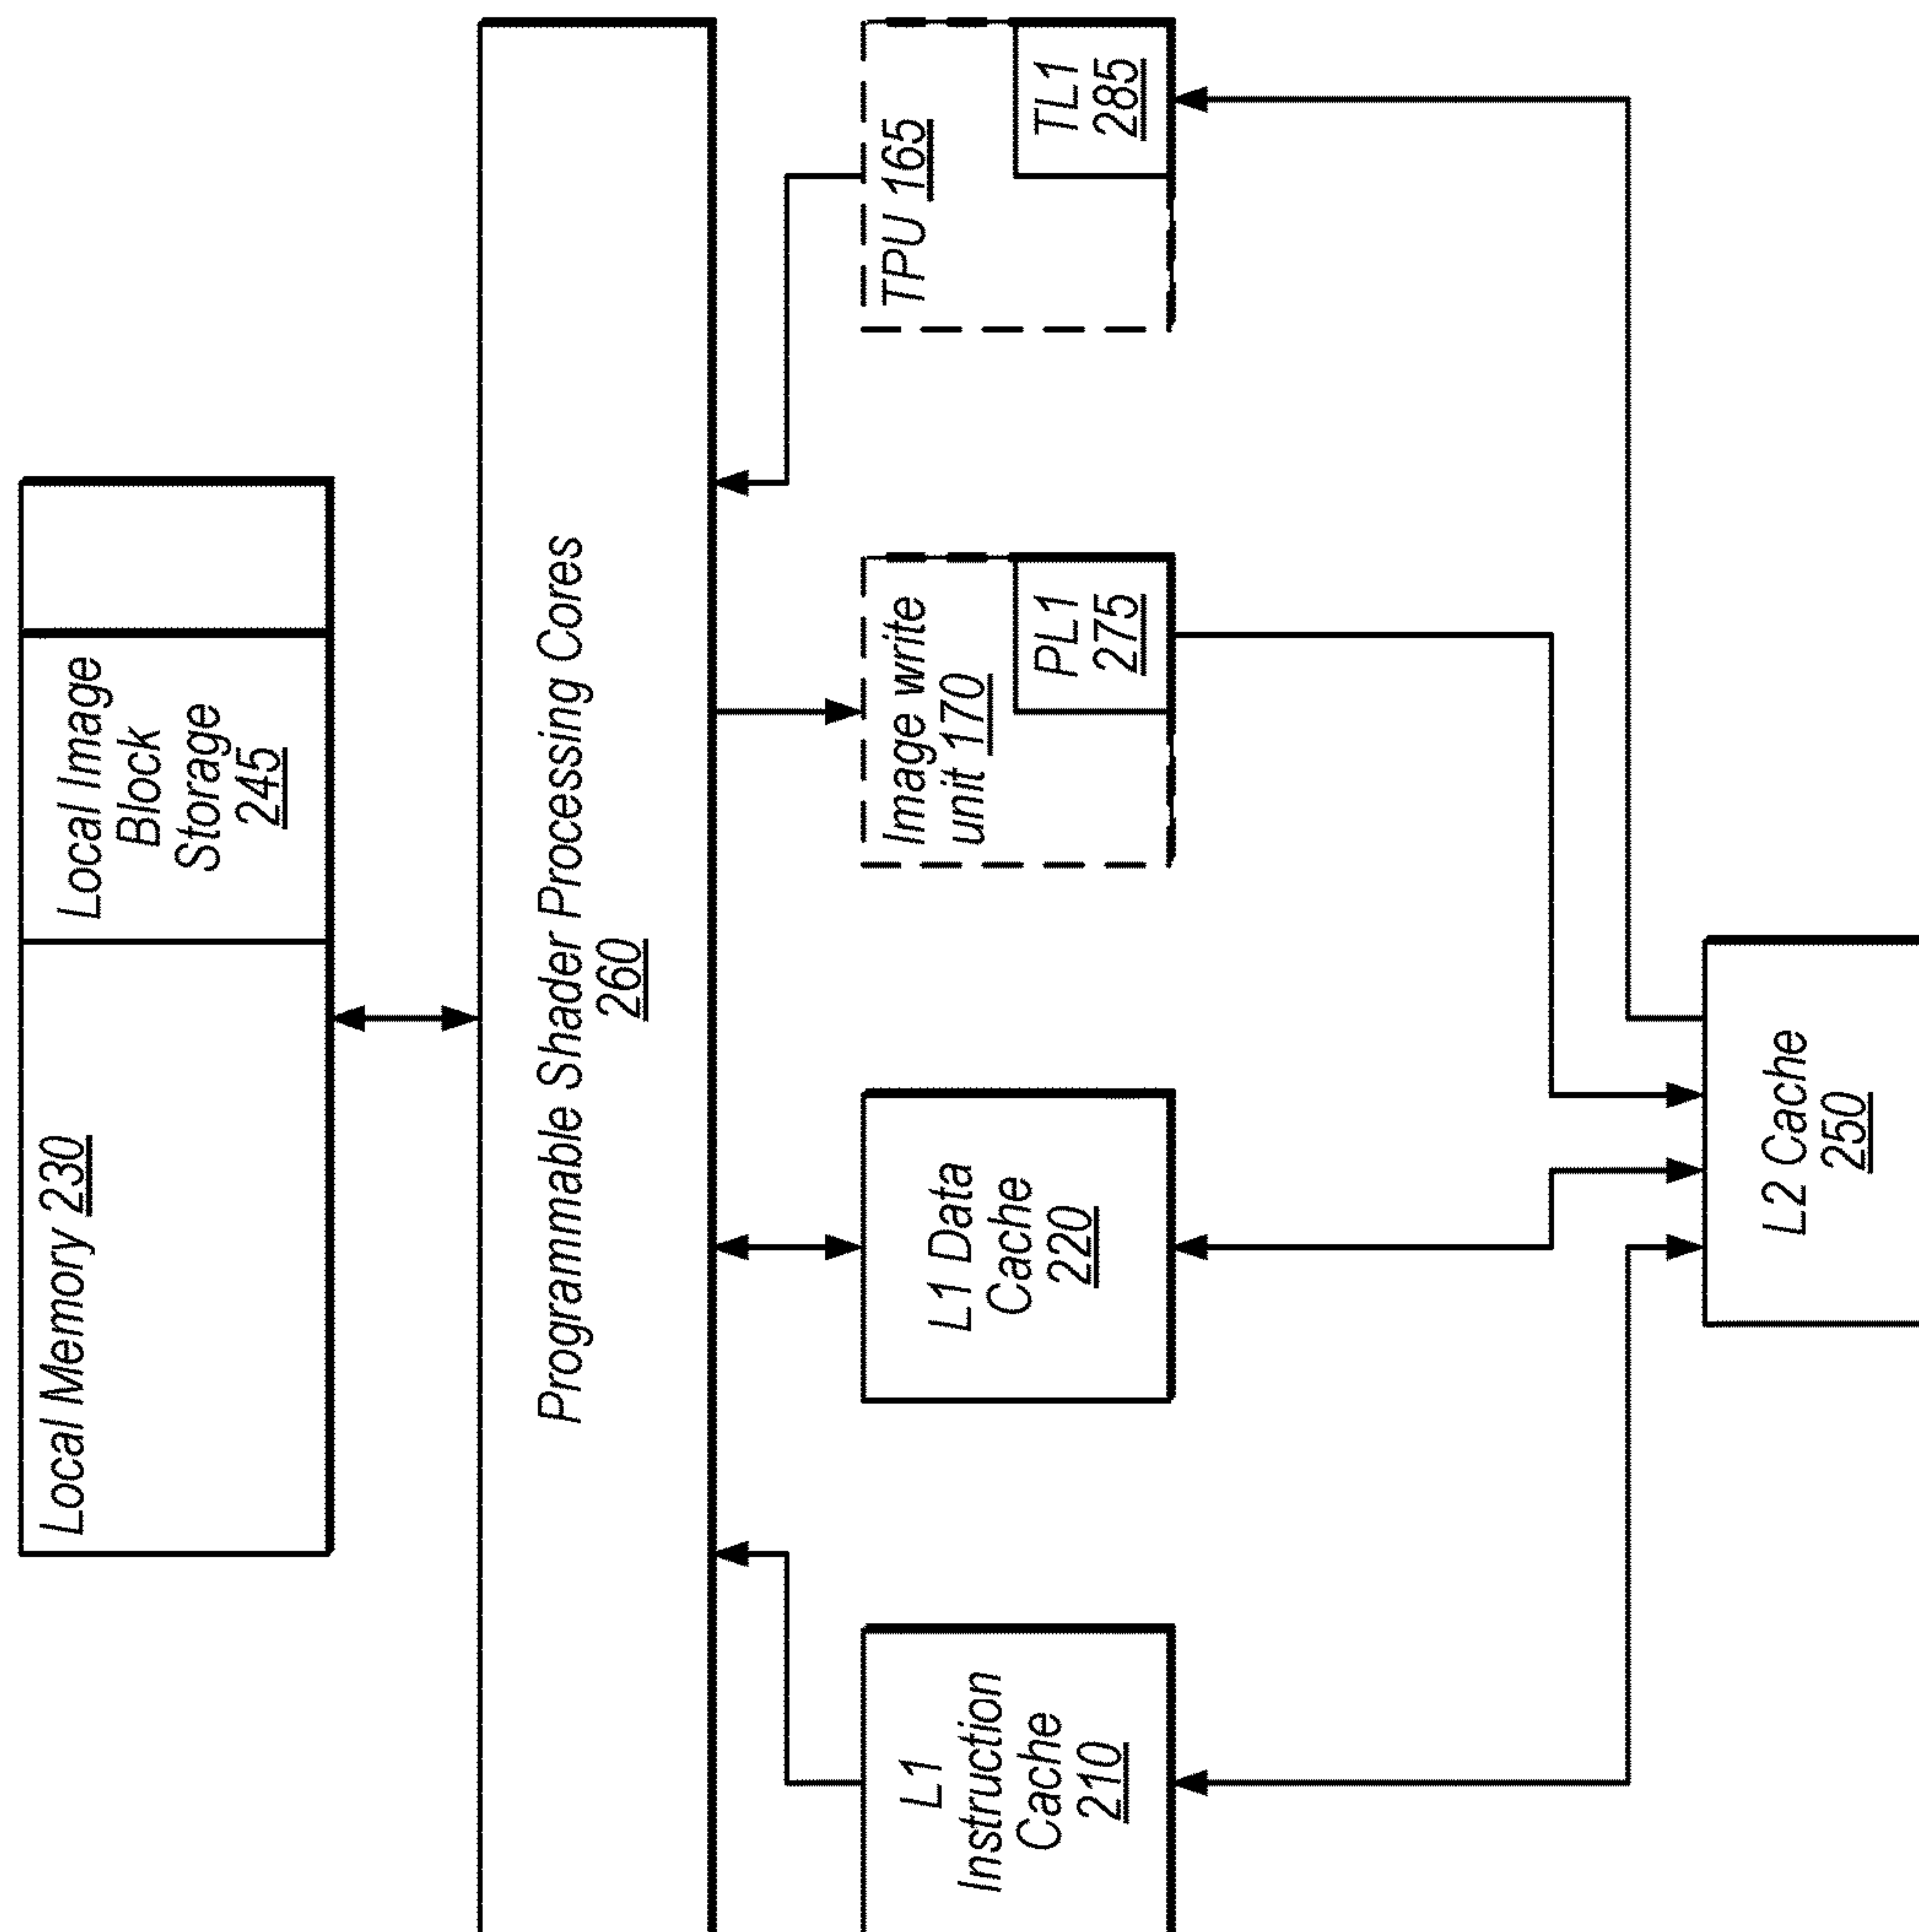 Local Memory 230
Local Image
Block
Storage
245
Programmable Shader Processing Cores
260
L1
Instruction
Cache
210
L1 Data
Cache
220
Image write
unit 170
PL1
275
TPU 165
TL1
285
L2 Cache
250